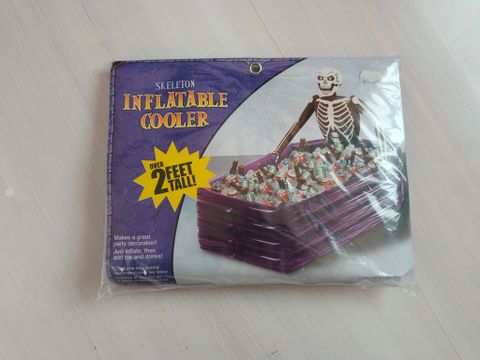 SKELETON
INFLATABLE
COOLER
OVER
2 FEET
TALL!
Makes a great
party decoration!
Just inflate, then
add ice and drinks!